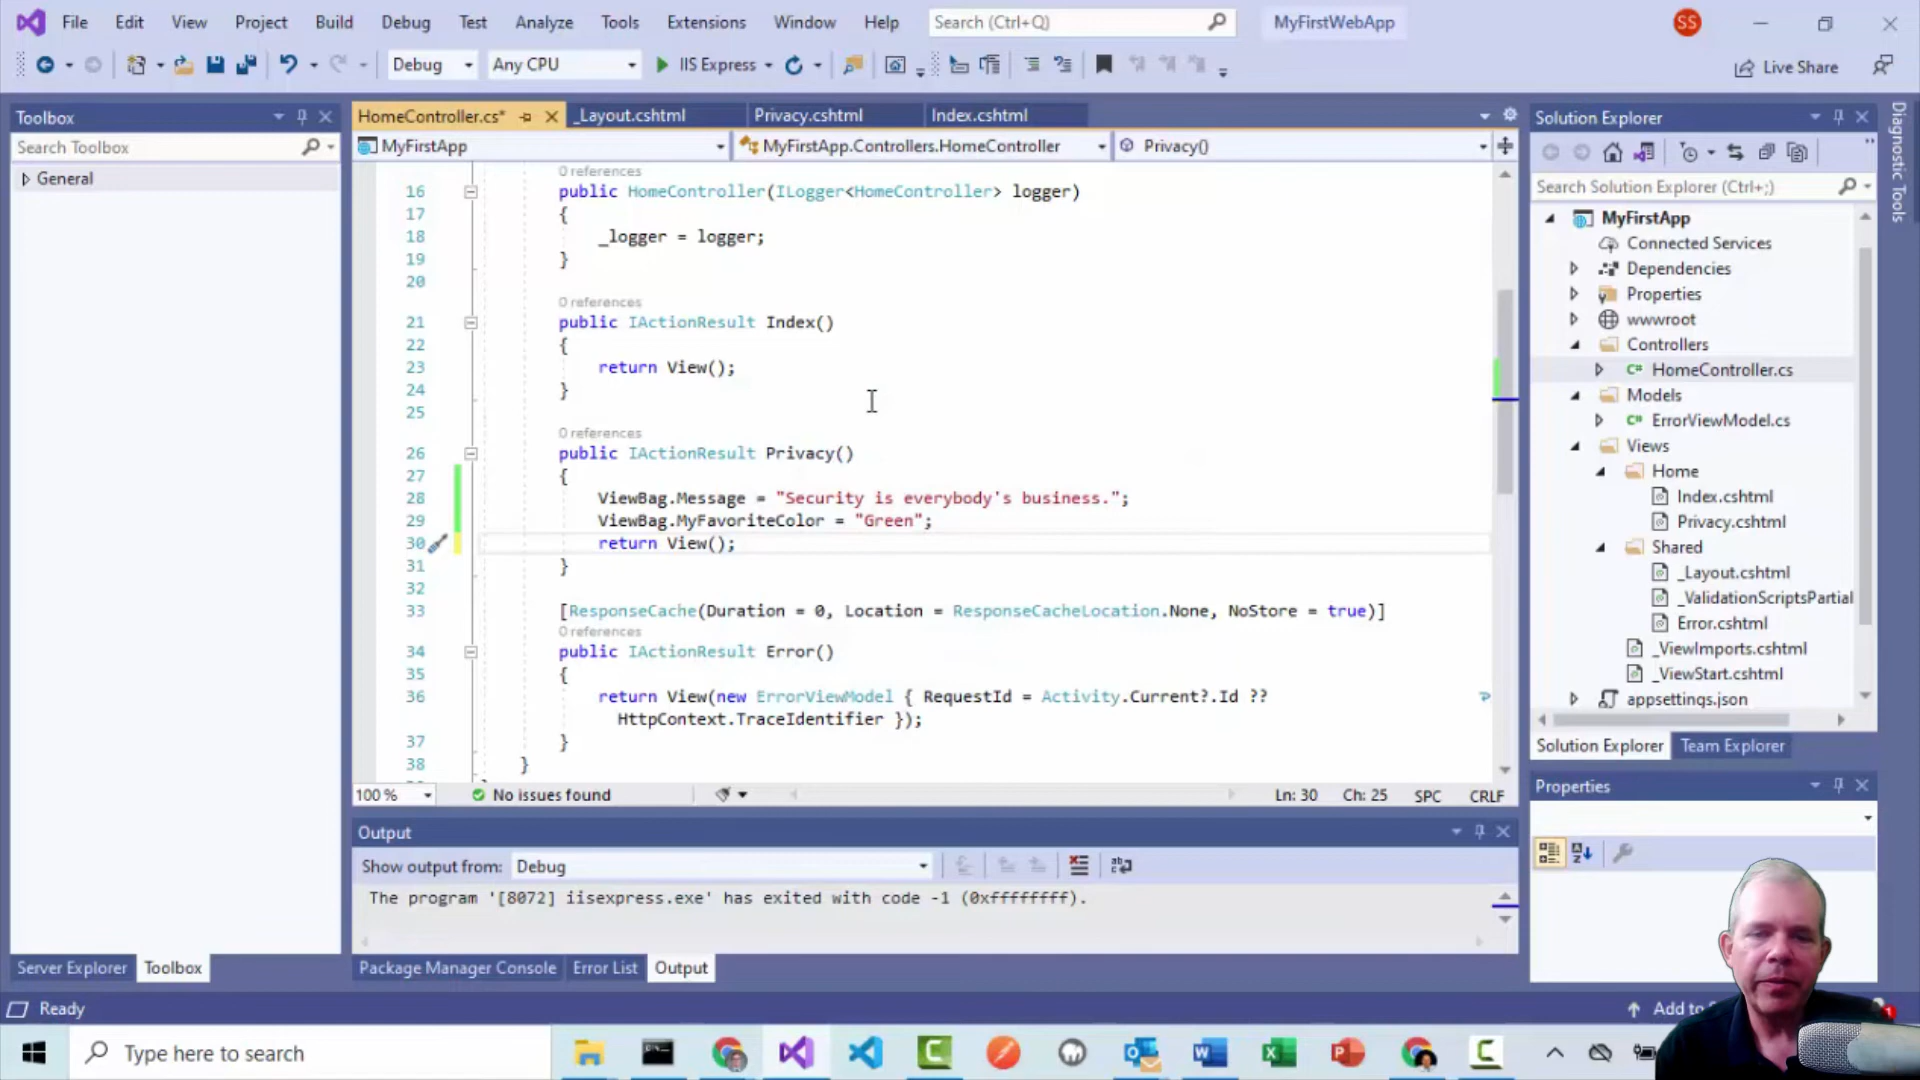 File Edit View Project Build Debug Test Analyze Tools Extensions Window Help Search (Ctrl+Q) MyFirstWebApp SS
Debug Any CPU IIS Express Live Share
Toolbox
Search Toolbox
General
HomeController.cs* _Layout.cshtml Privacy.cshtml Index.cshtml
MyFirstApp MyFirstApp.Controllers.HomeController Privacy()
0 references
16 public HomeController(ILogger<HomeController> logger)
17 {
18 _logger = logger;
19 }
20
0 references
21 public IActionResult Index()
22 {
23 return View();
24 }
25
0 references
26 public IActionResult Privacy()
27 {
28 ViewBag.Message = "Security is everybody's business.";
29 ViewBag.MyFavoriteColor = "Green";
30 return View();
31 }
32
33 [ResponseCache(Duration = 0, Location = ResponseCacheLocation.None, NoStore = true)]
0 references
34 public IActionResult Error()
35 {
36 return View(new ErrorViewModel { RequestId = Activity.Current?.Id ??
HttpContext.TraceIdentifier });
37 }
38 }
100 % No issues found Ln: 30 Ch: 25 SPC CRLF
Output
Show output from: Debug
The program '[8072] iisexpress.exe' has exited with code -1 (0xffffffff).
Server Explorer Toolbox
Package Manager Console Error List Output
Solution Explorer
Search Solution Explorer (Ctrl+;)
MyFirstApp
Connected Services
Dependencies
Properties
wwwroot
Controllers
C# HomeController.cs
Models
C# ErrorViewModel.cs
Views
Home
Index.cshtml
Privacy.cshtml
Shared
_Layout.cshtml
_ValidationScriptsPartial
Error.cshtml
_ViewImports.cshtml
_ViewStart.cshtml
appsettings.json
Solution Explorer Team Explorer
Properties
Diagnostic Tools
Ready Add to
1
Type here to search